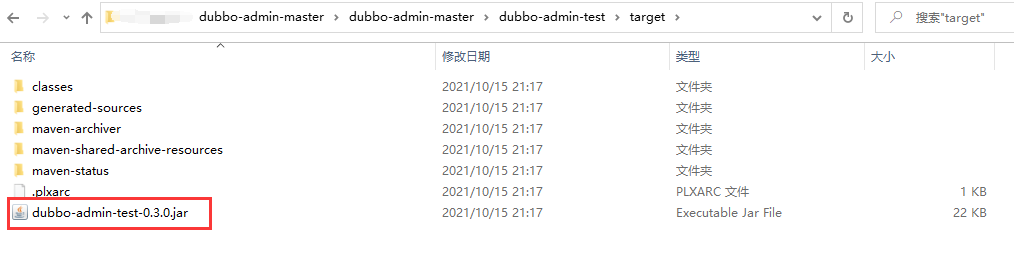 dubbo-admin-master > dubbo-admin-master > dubbo-admin-test > target > 搜索"target"
名称 修改日期 类型 大小
classes 2021/10/15 21:17 文件夹
generated-sources 2021/10/15 21:17 文件夹
maven-archiver 2021/10/15 21:17 文件夹
maven-shared-archive-resources 2021/10/15 21:17 文件夹
maven-status 2021/10/15 21:17 文件夹
.plxarc 2021/10/15 21:17 PLXARC 文件 1 KB
dubbo-admin-test-0.3.0.jar 2021/10/15 21:17 Executable Jar File 22 KB